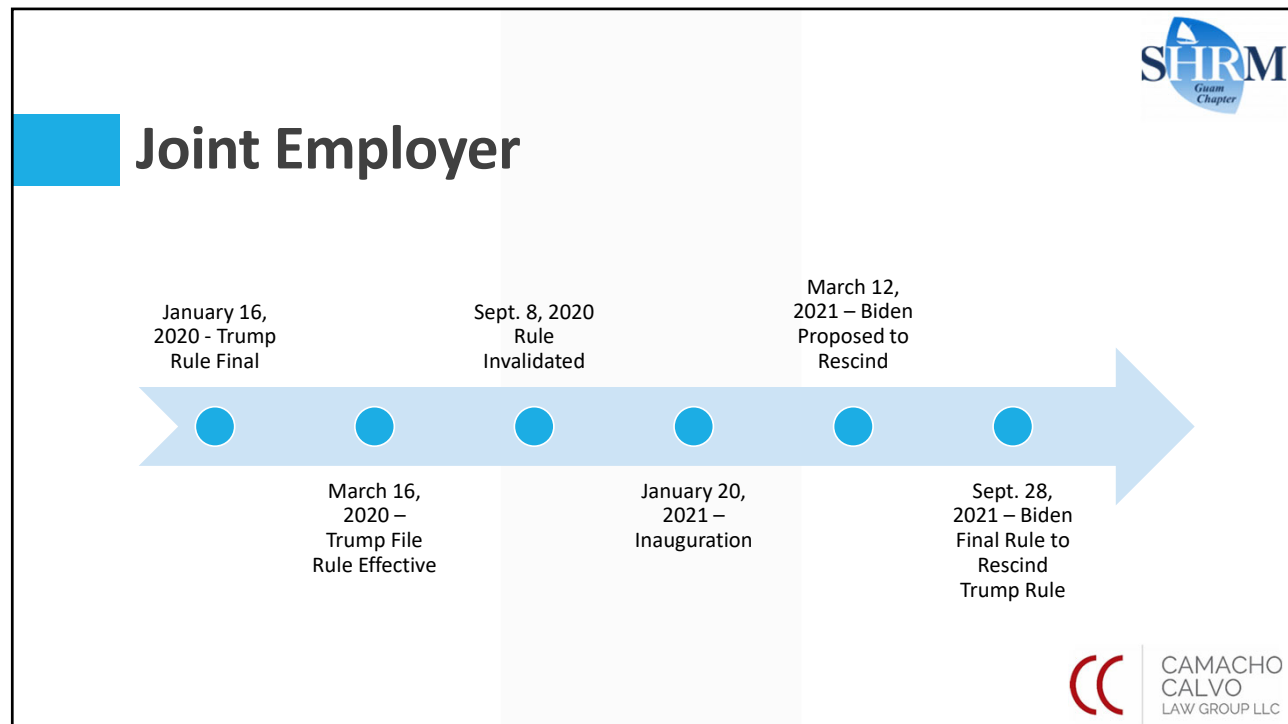 SHRM
Guam
Chapter
Joint Employer
January 16,
2020 - Trump
Rule Final
March 16,
2020 –
Trump File
Rule Effective
Sept. 8, 2020
Rule
Invalidated
January 20,
2021 –
Inauguration
March 12,
2021 – Biden
Proposed to
Rescind
Sept. 28,
2021 – Biden
Final Rule to
Rescind
Trump Rule
CAMACHO
CALVO
LAW GROUP LLC